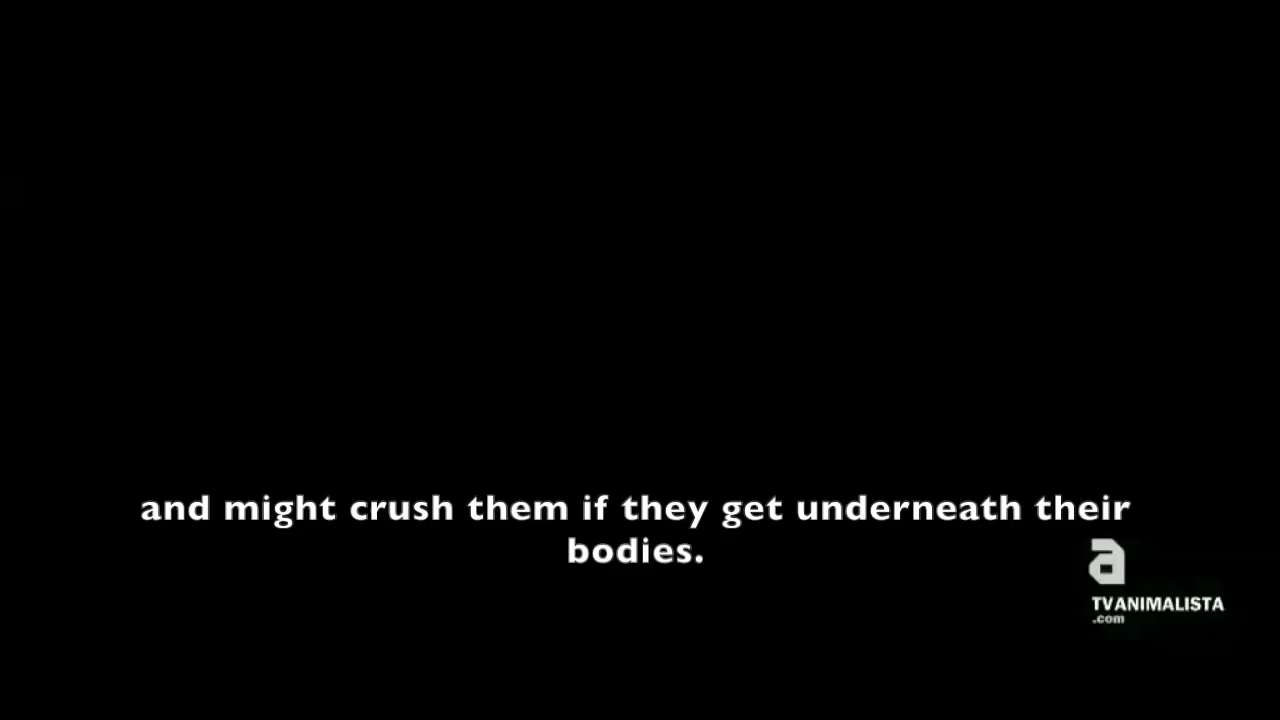 and might crush them if they get underneath their
bodies.
a
TVANIMALISTA
.com